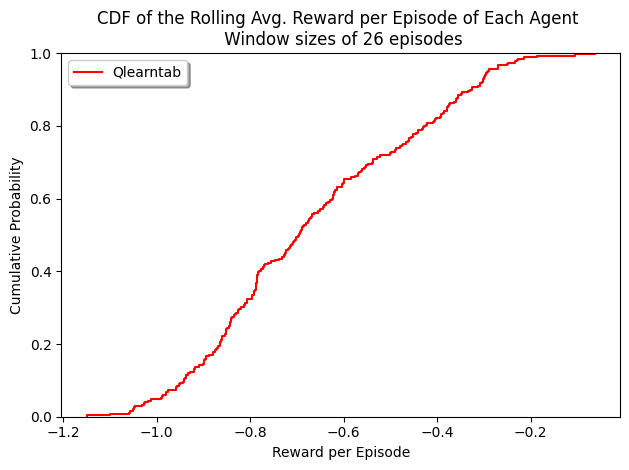 CDF of the Rolling Avg. Reward per Episode of Each Agent
Window sizes of 26 episodes
Qlearntab
Cumulative Probability
1.0
0.8
0.6
0.4
0.2
0.0
−1.2
−1.0
−0.8
−0.6
−0.4
−0.2
Reward per Episode